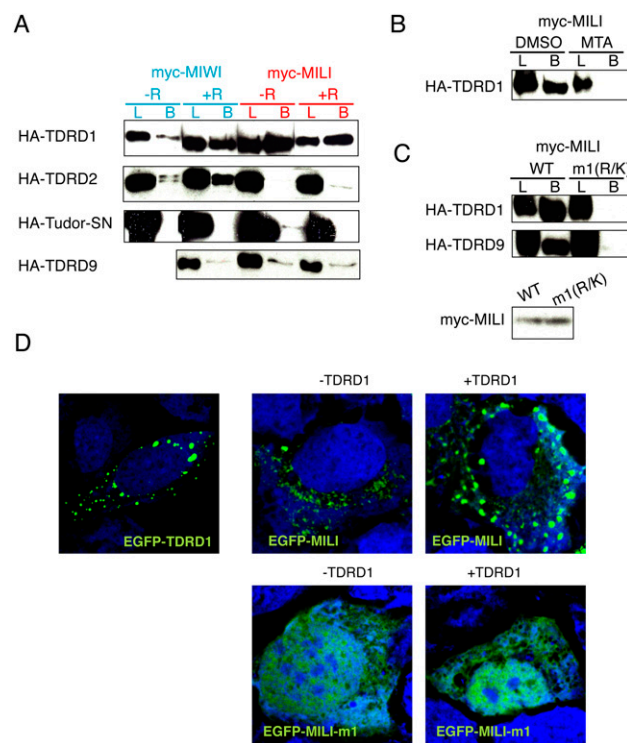 A
myc-MIWI myc-MILI
-R +R -R +R
L B L B L B L B
HA-TDRD1
HA-TDRD2
HA-Tudor-SN
HA-TDRD9
B
myc-MILI
DMSO MTA
L B L B
HA-TDRD1
C
myc-MILI
WT m1(R/K)
L B L B
HA-TDRD1
HA-TDRD9
WT m1(R/K)
myc-MILI
D
-TDRD1 +TDRD1
EGFP-TDRD1 EGFP-MILI EGFP-MILI
-TDRD1 +TDRD1
EGFP-MILI-m1 EGFP-MILI-m1